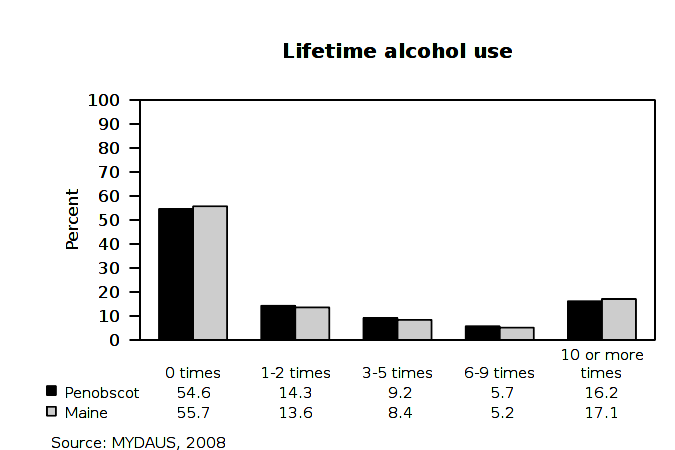 Lifetime alcohol use
100
90
80
70
60
50
40
30
20
10
0
Percent
0 times 1-2 times 3-5 times 6-9 times 10 or more times
Penobscot 54.6 14.3 9.2 5.7 16.2
Maine 55.7 13.6 8.4 5.2 17.1
Source: MYDAUS, 2008